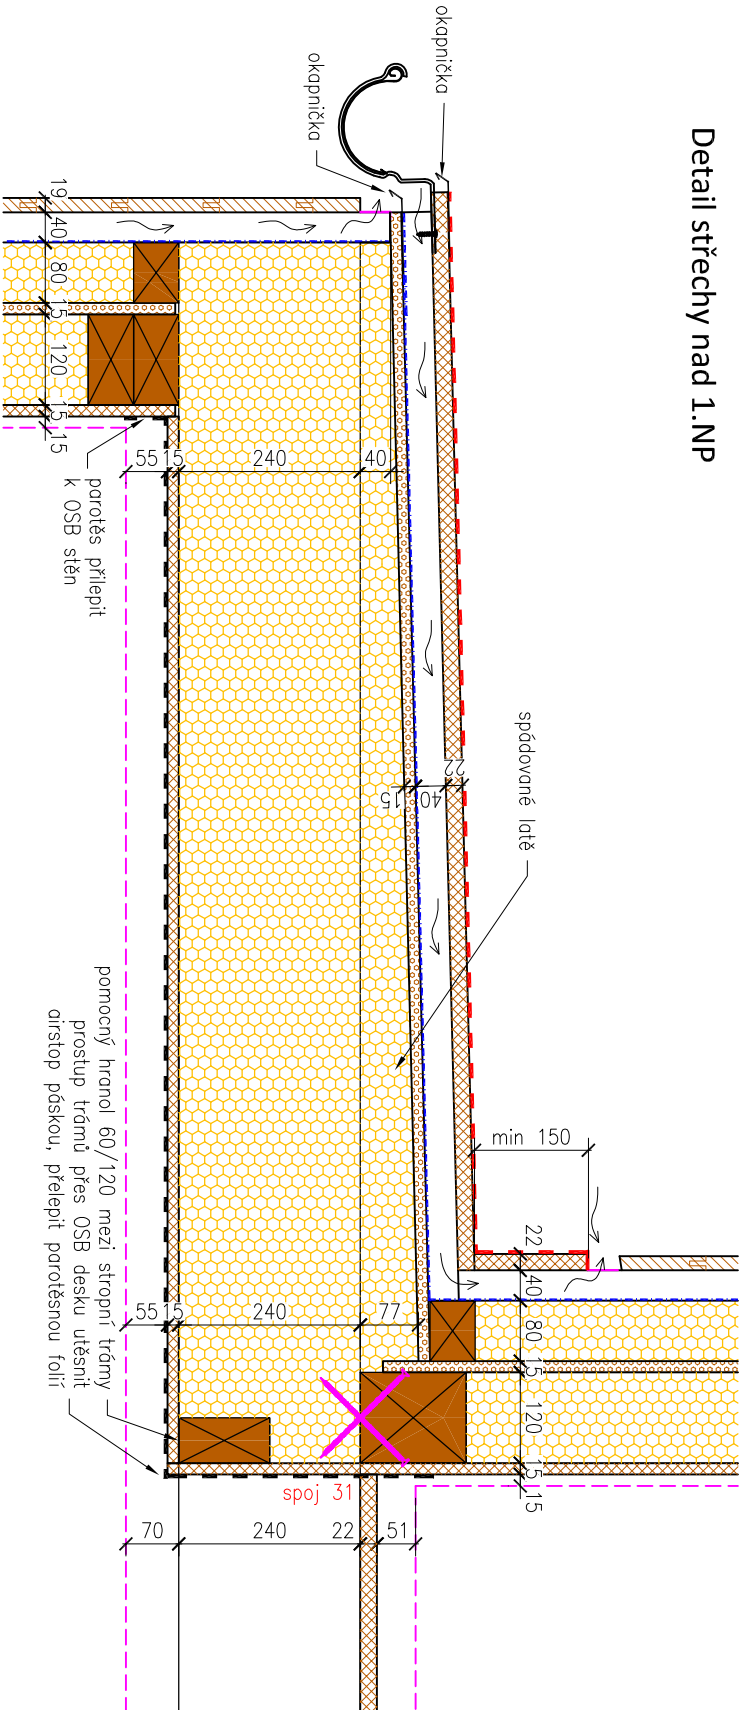 Detail střechy nad 1.NP
okapnička
okapnička
19
40
80
15
120
15
15
55
15
240
40
parotěs přilepit
k OSB stěn
spádované latě
22
40
15
min 150
22
40
80
15
120
15
15
55
15
240
77
pomocný hranol 60/120 mezi stropní trámy
prostup trámů přes OSB desku utěsnit
airstop páskou, přelepit parotěsnou folií
spoj 31
70
240
22
51